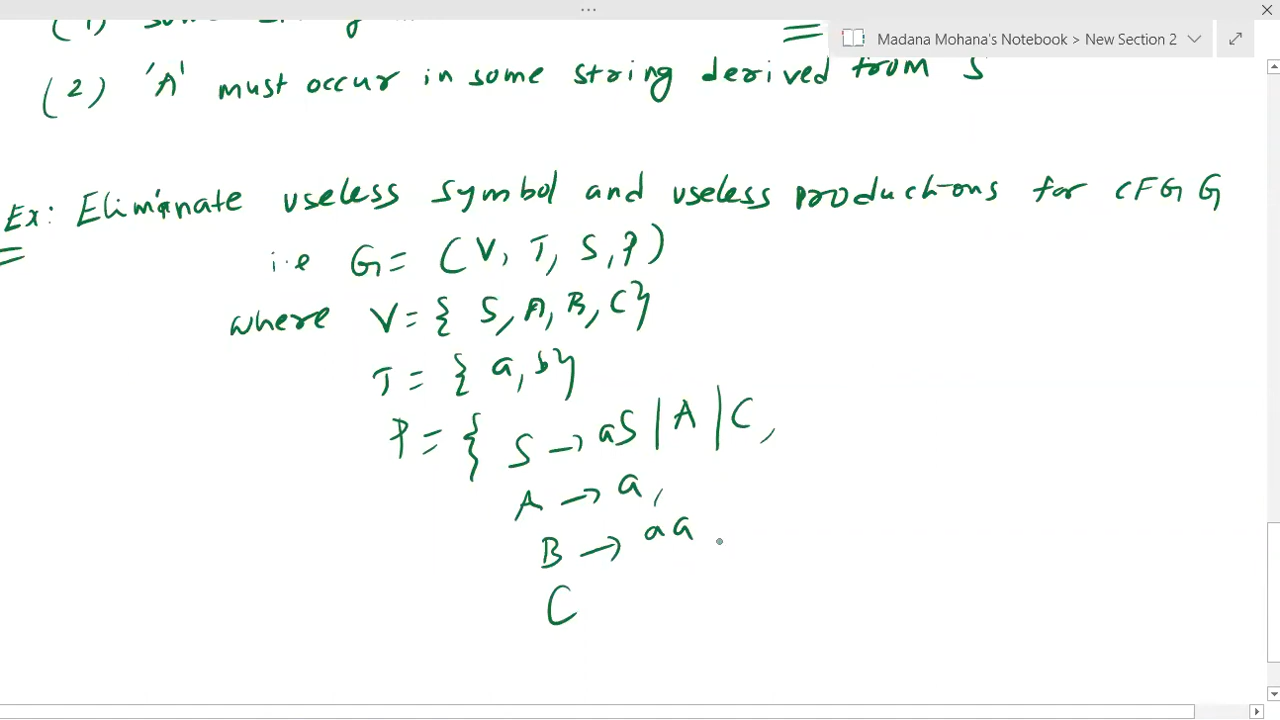 Madana Mohana's Notebook > New Section 2
(2) 'A' must occur in some string derived from S
Ex: Eliminate useless symbol and useless productions for CFG G
i.e G = (V, T, S, P)
where V = { S, A, B, C}
T = { a, b}
P = { S → aS | A | C,
A → a,
B → aa
C